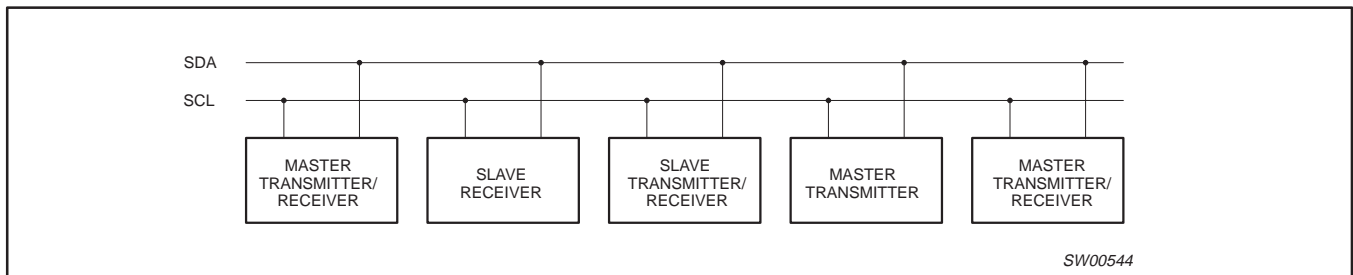 SDA
SCL
MASTER
TRANSMITTER/
RECEIVER
SLAVE
RECEIVER
SLAVE
TRANSMITTER/
RECEIVER
MASTER
TRANSMITTER
MASTER
TRANSMITTER/
RECEIVER
SW00544